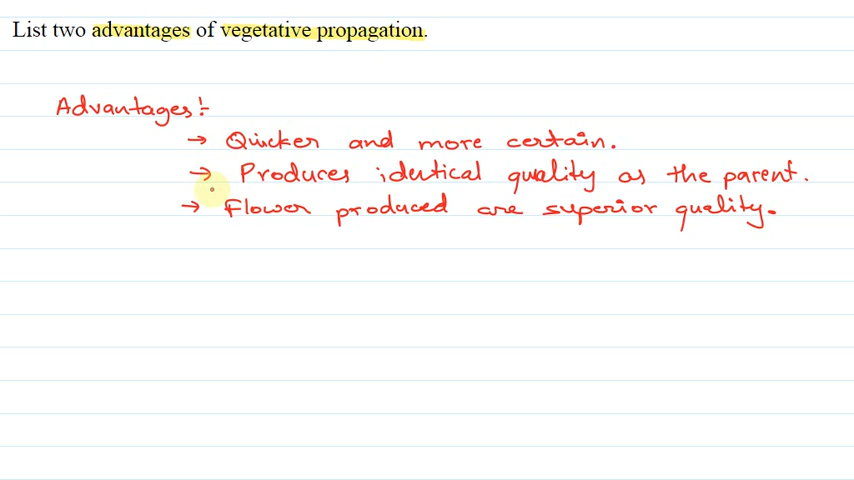 List two advantages of vegetative propagation.
Advantages:-
→ Quicker and more certain.
→ Produces identical quality as the parent.
→ Flower produced are superior quality.